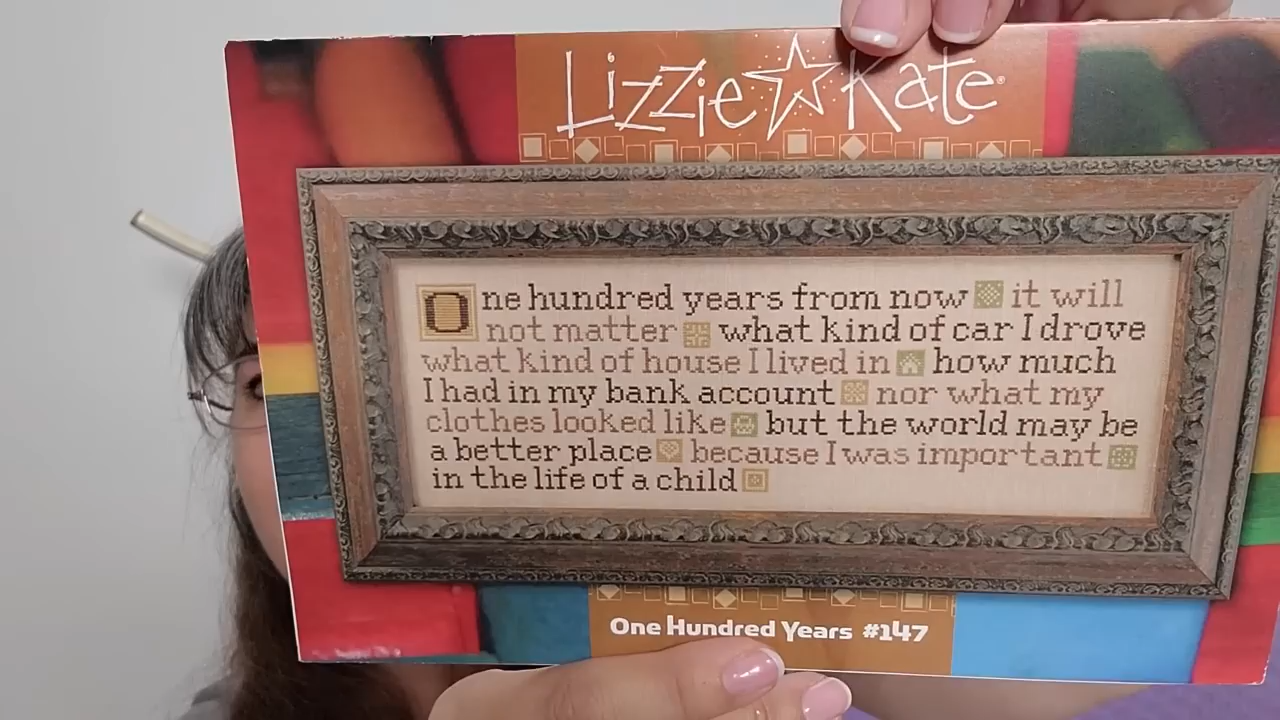 Lizzie Kate
One hundred years from now it will
not matter what kind of car I drove
what kind of house I lived in how much
I had in my bank account nor what my
clothes looked like but the world may be
a better place because I was important
in the life of a child
One Hundred Years #147